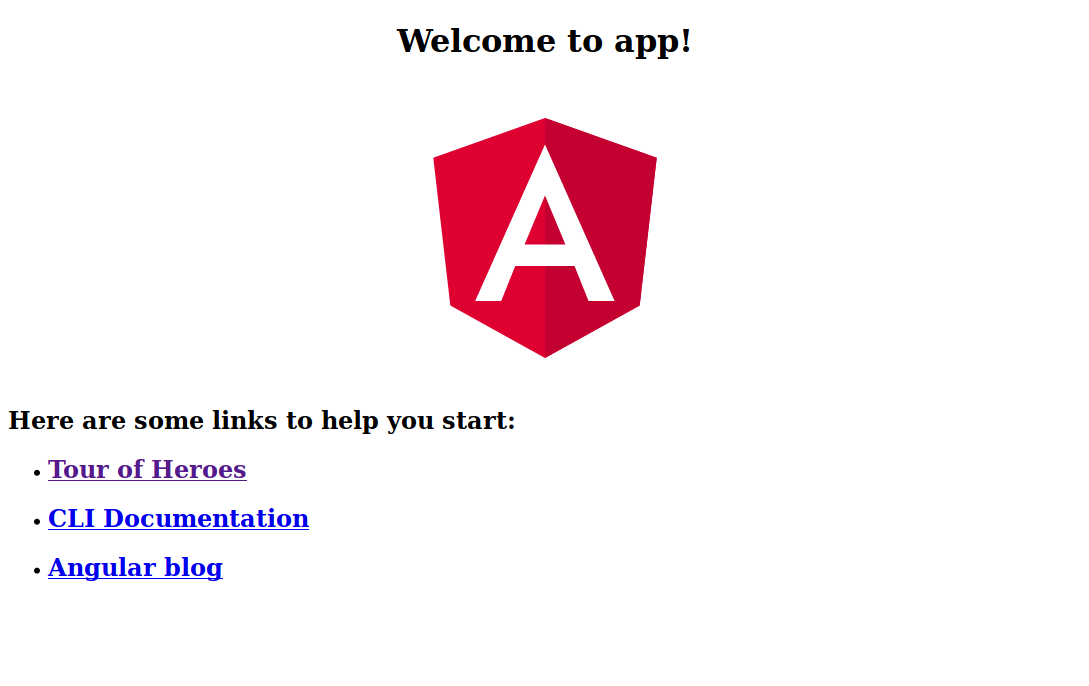 Welcome to app!
A
Here are some links to help you start:
Tour of Heroes
CLI Documentation
Angular blog